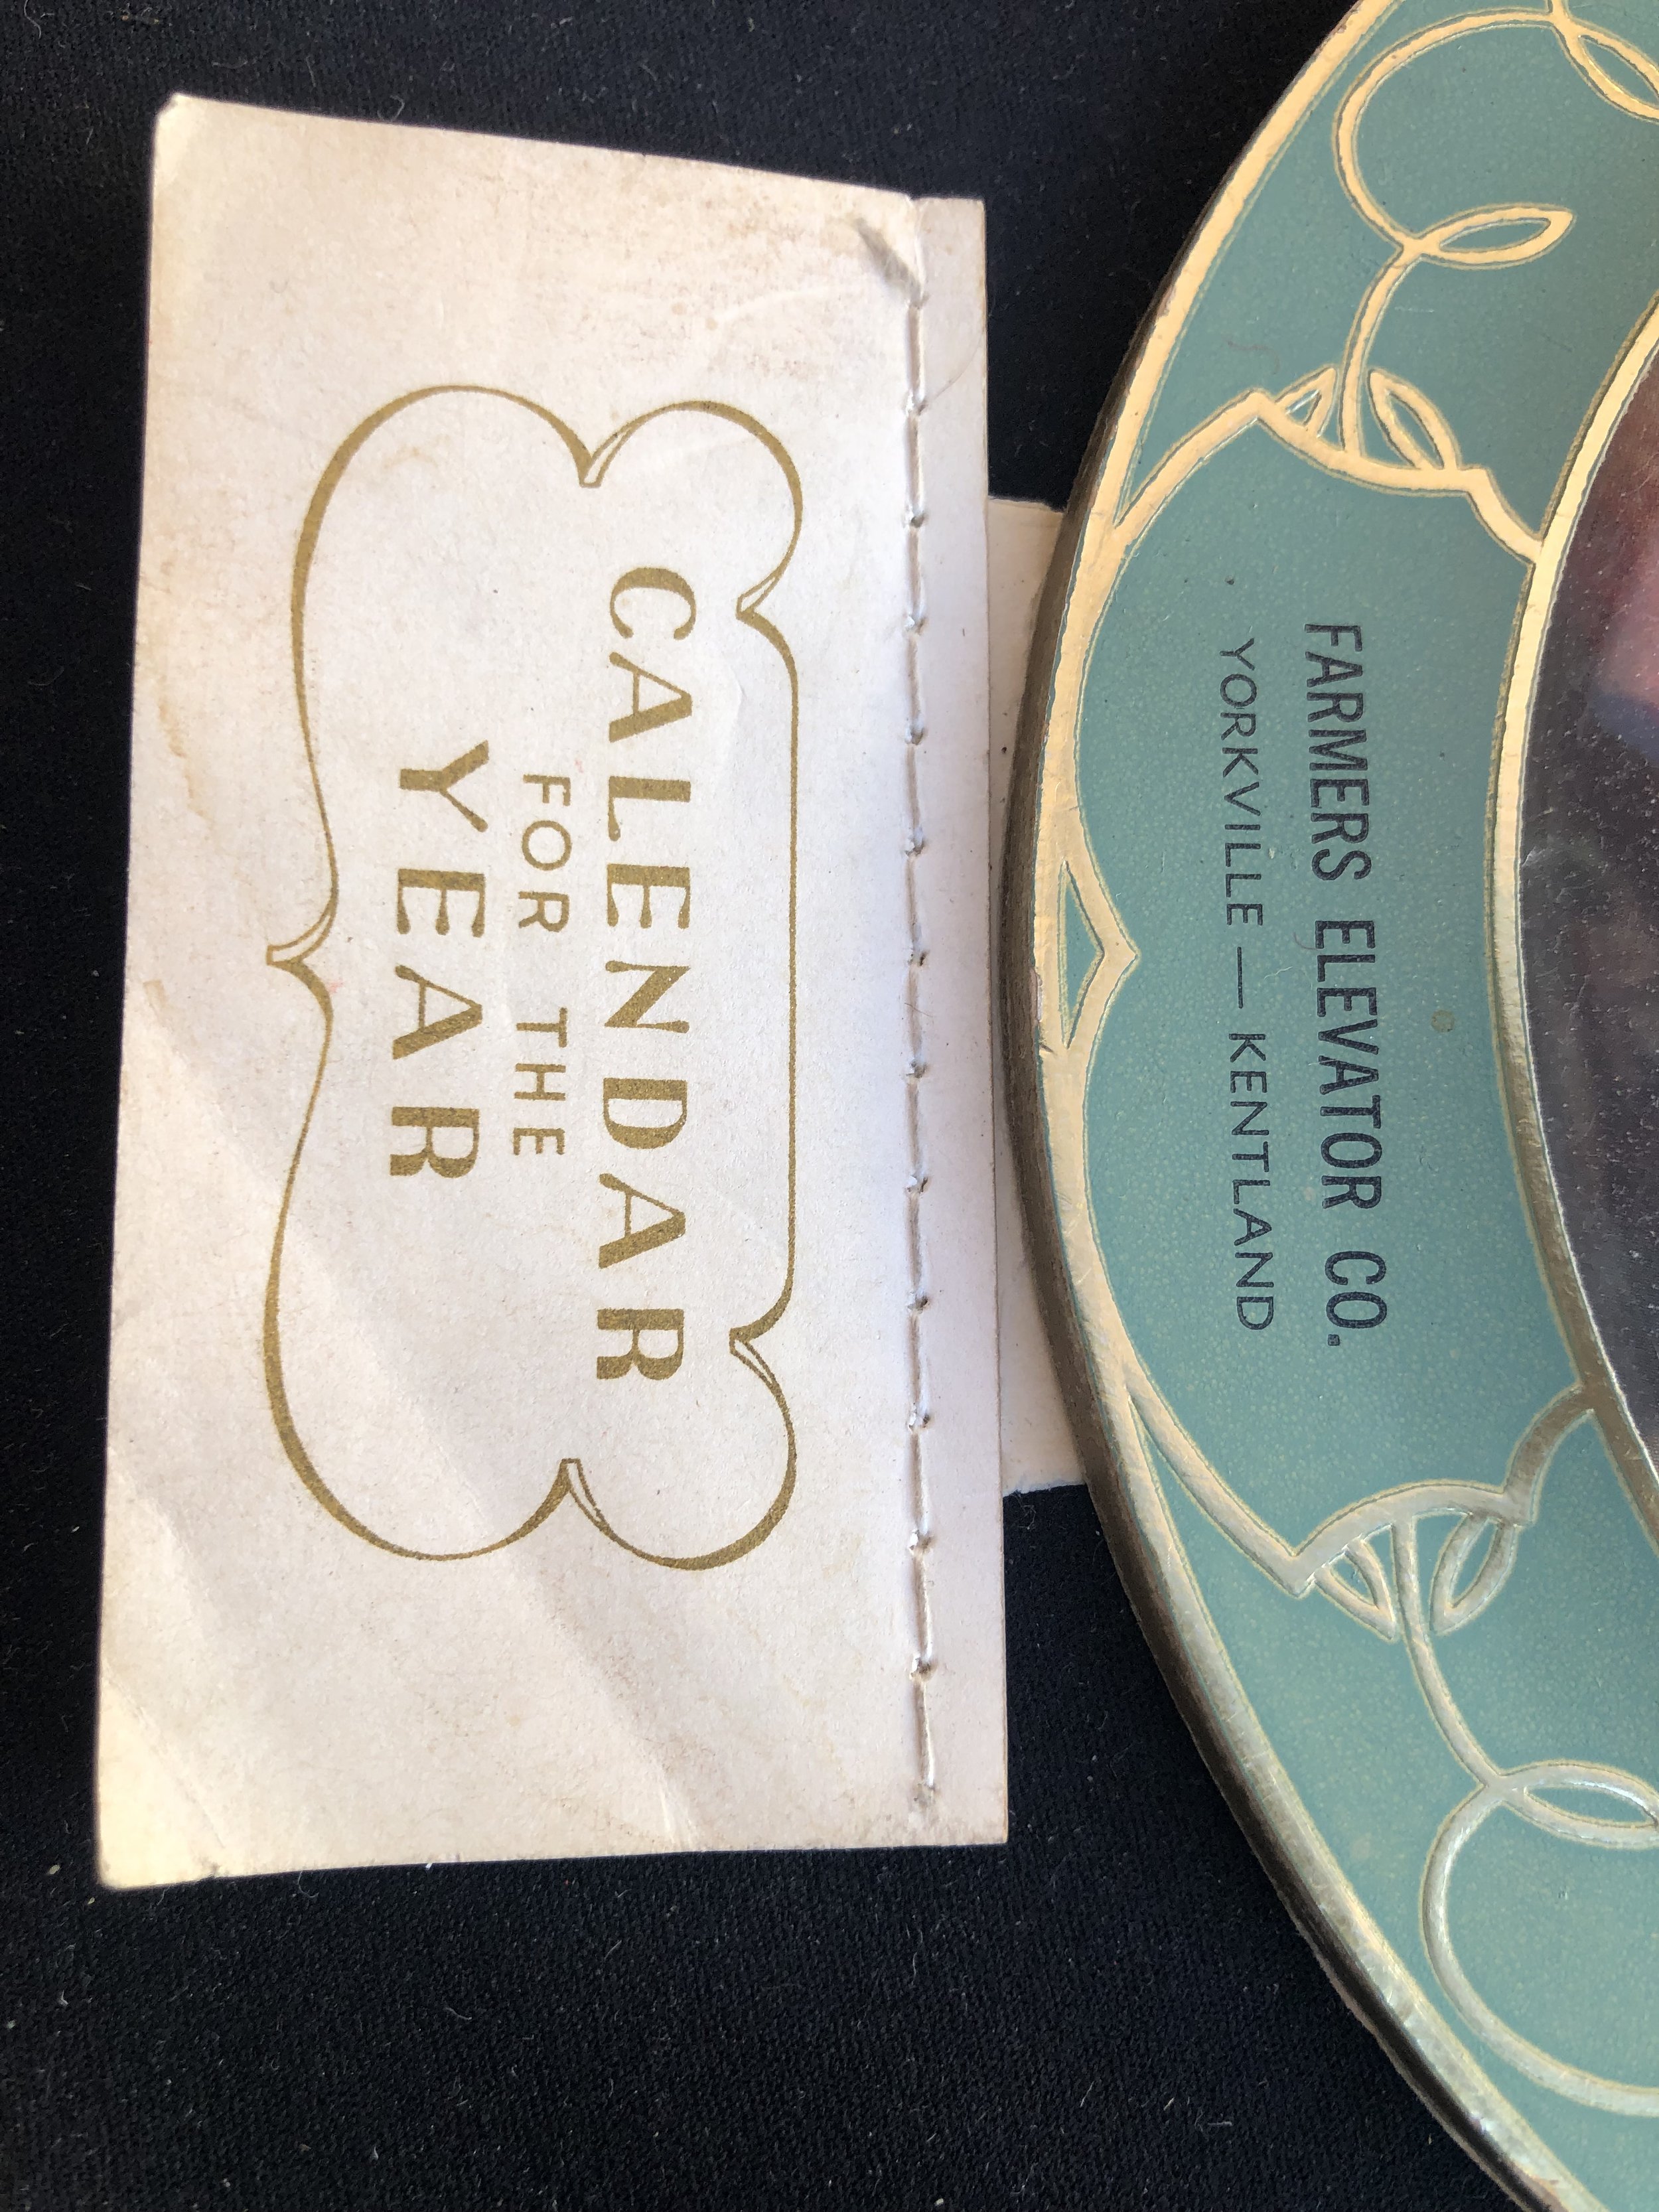 FARMERS ELEVATOR CO.
YORKVILLE — KENTLAND
CALENDAR
FOR THE
YEAR